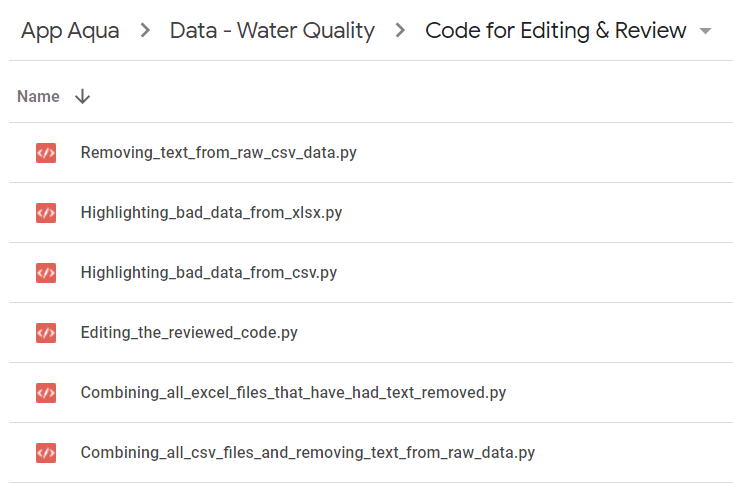 App Aqua > Data - Water Quality > Code for Editing & Review
Name
Removing_text_from_raw_csv_data.py
Highlighting_bad_data_from_xlsx.py
Highlighting_bad_data_from_csv.py
Editing_the_reviewed_code.py
Combining_all_excel_files_that_have_had_text_removed.py
Combining_all_csv_files_and_removing_text_from_raw_data.py